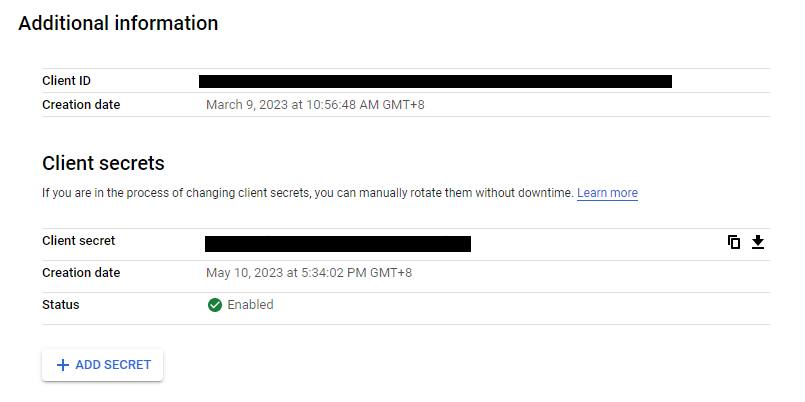 Additional information
Client ID
Creation date March 9, 2023 at 10:56:48 AM GMT+8
Client secrets
If you are in the process of changing client secrets, you can manually rotate them without downtime. Learn more
Client secret
Creation date May 10, 2023 at 5:34:02 PM GMT+8
Status Enabled
ADD SECRET